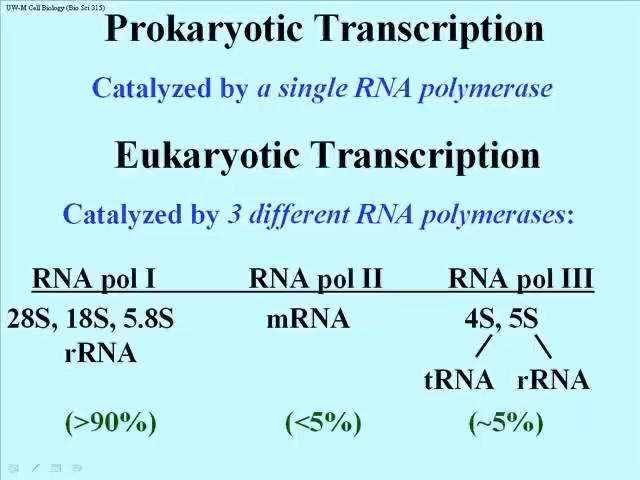 UW-M Cell Biology (Bio Sci 315)
Prokaryotic Transcription
Catalyzed by a single RNA polymerase
Eukaryotic Transcription
Catalyzed by 3 different RNA polymerases:
RNA pol I RNA pol II RNA pol III
28S, 18S, 5.8S mRNA 4S, 5S
rRNA
tRNA rRNA
(>90%) (<5%) (~5%)